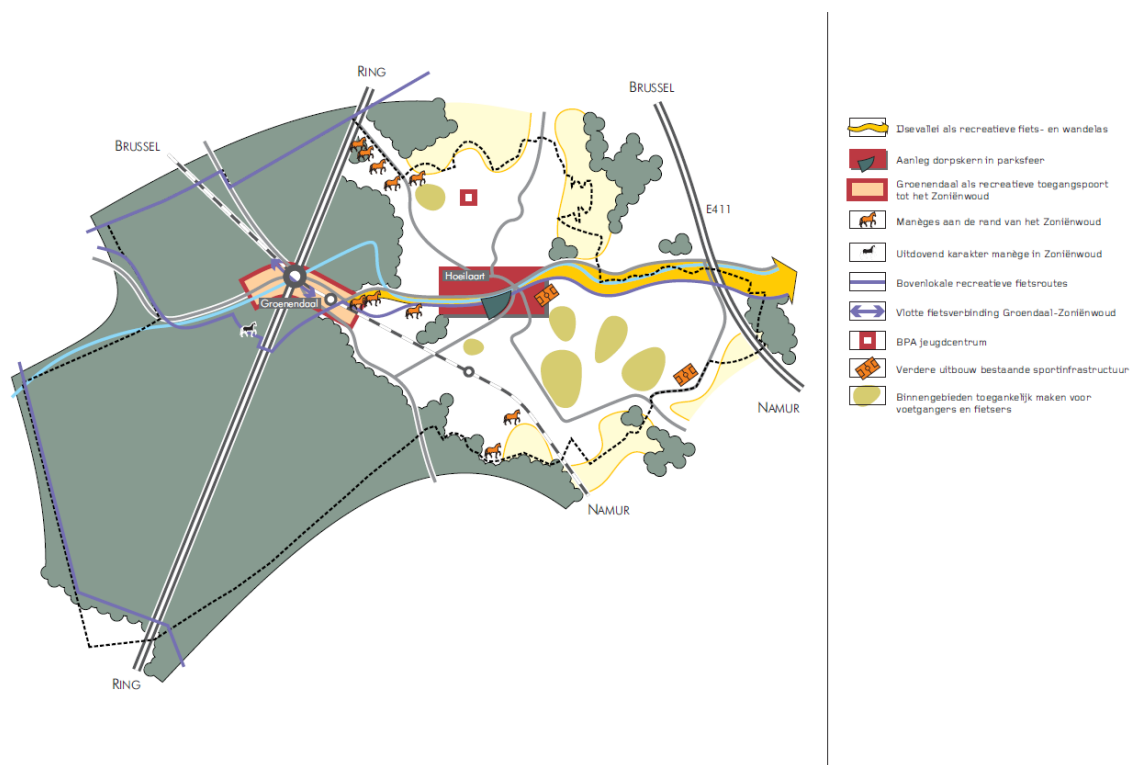 RING
BRUSSEL
BRUSSEL
E411
Hoeilaart
Groenendaal
NAMUR
NAMUR
RING
IJsevallei als recreatieve fiets- en wandelas
Aanleg dorpskern in parksfeer
Groenendaal als recreatieve toegangspoort
tot het Zoniënwoud
Manèges aan de rand van het Zoniënwoud
Uitdovend karakter manège in Zoniënwoud
Bovenlokale recreatieve fietsroutes
Vlotte fietsverbinding Groendaal-Zoniënwoud
BPA jeugdcentrum
Verdere uitbouw bestaande sportinfrastructuur
Binnengebieden toegankelijk maken voor
voetgangers en fietsers